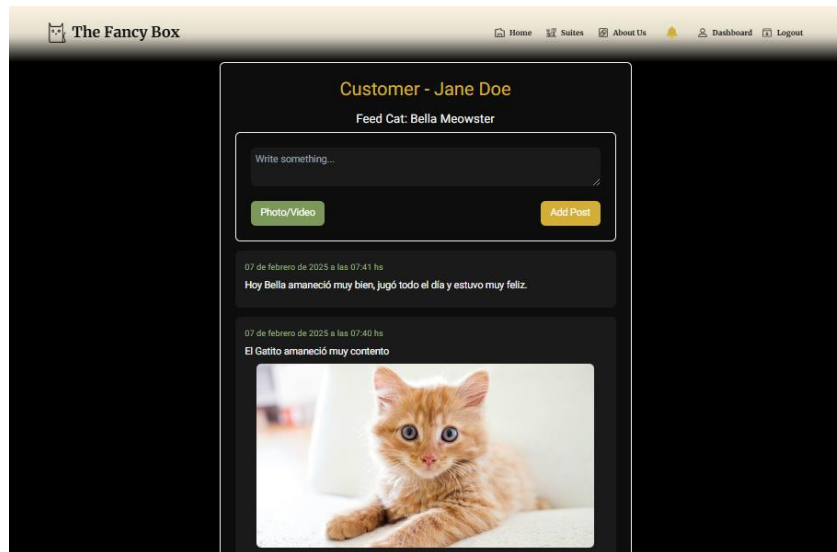 The Fancy Box
Home Suites About Us Dashboard Logout
Customer - Jane Doe
Feed Cat: Bella Meowster
Write something...
Photo/Video
Add Post
07 de febrero de 2025 a las 07:41 hs
Hoy Bella amaneció muy bien, jugó todo el día y estuvo muy feliz.
07 de febrero de 2025 a las 07:40 hs
El Gatito amaneció muy contento